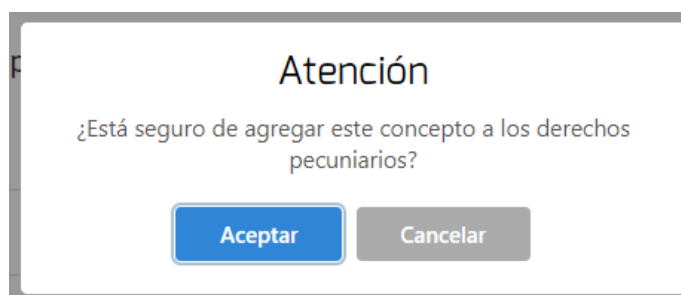 Atención
¿Está seguro de agregar este concepto a los derechos
pecuniarios?
Aceptar
Cancelar